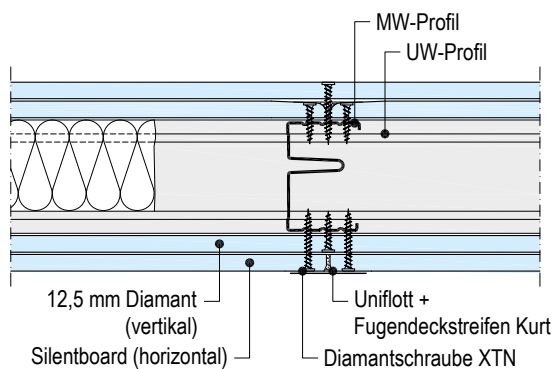 MW-Profil
UW-Profil
12,5 mm Diamant
(vertikal)
Silentboard (horizontal)
Uniflott +
Fugendeckstreifen Kurt
Diamantschraube XTN